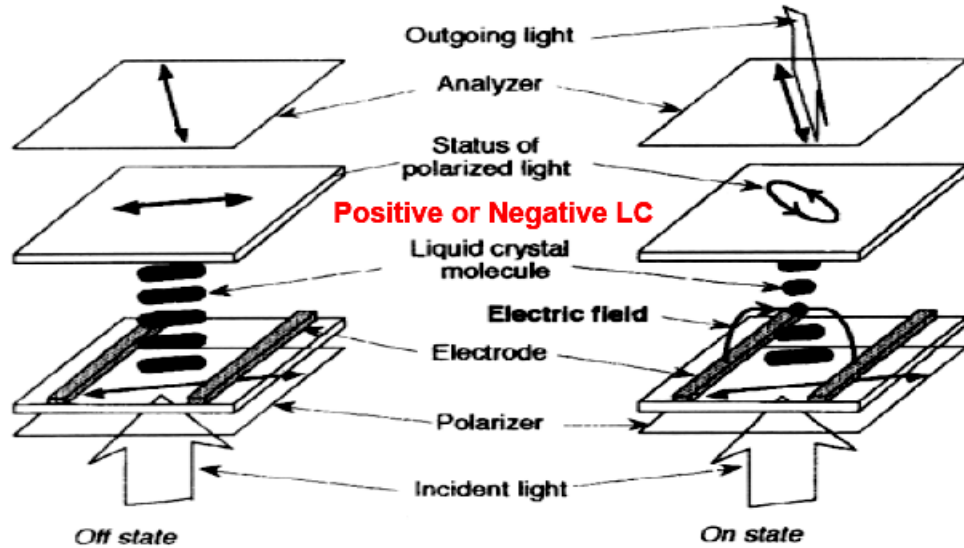 Outgoing light
Analyzer
Status of
polarized light
Positive or Negative LC
Liquid crystal
molecule
Electric field
Electrode
Polarizer
Incident light
Off state
On state